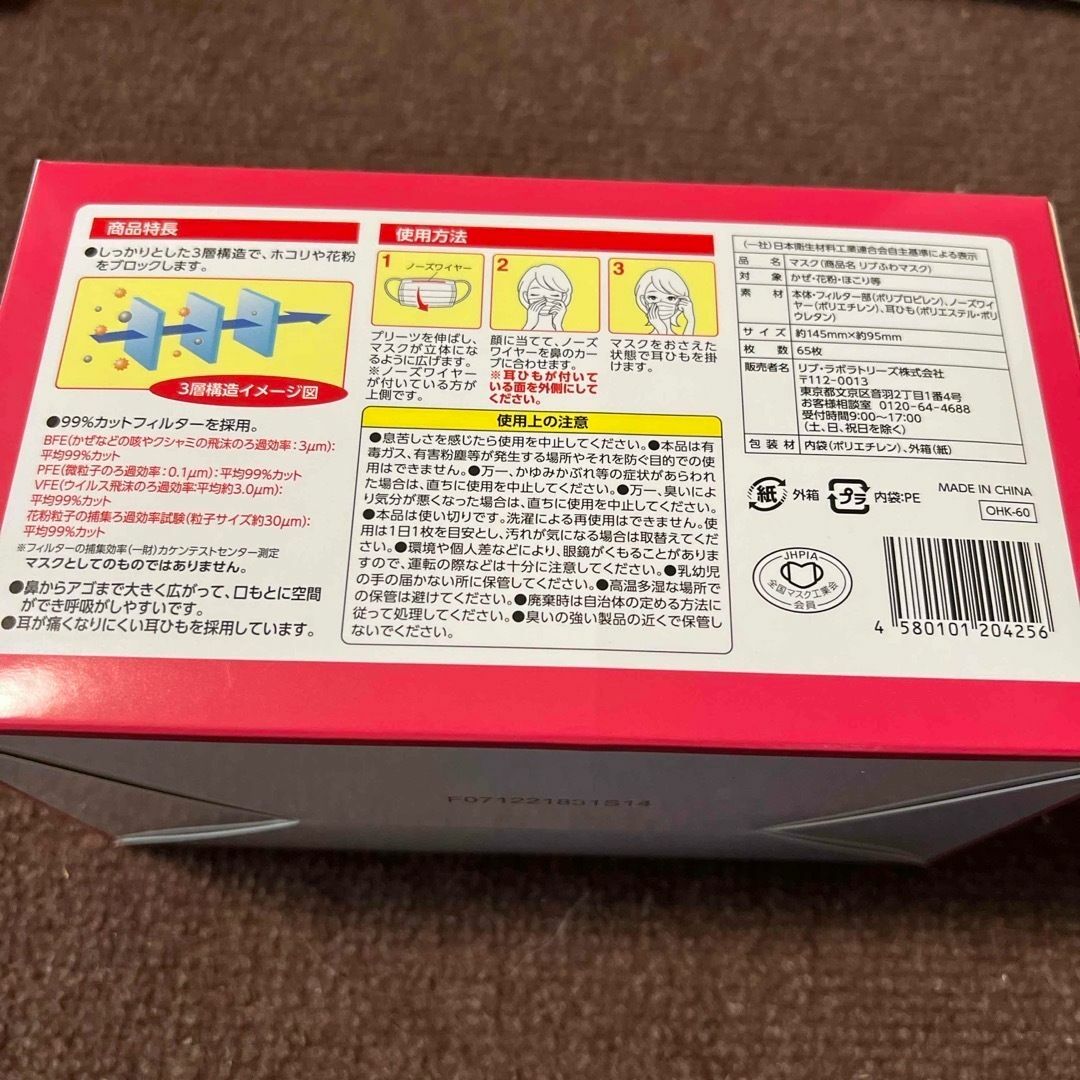 商品特長
●しっかりとした3層構造で、ホコリや花粉
をブロックします。
3層構造イメージ図
●99%カットフィルターを採用。
BFE(かぜなどの咳やクシャミの飛沫のろ過効率:3μm):
平均99%カット
PFE(微粒子のろ過効率:0.1μm):平均99%カット
VFE(ウイルス飛沫のろ過効率:平均約3.0μm):
平均99%カット
花粉粒子の捕集ろ過効率試験(粒子サイズ約30μm):
平均99%カット
※フィルターの捕集効率(一財)カケンテストセンター測定
マスクとしてのものではありません。
●鼻からアゴまで大きく広がって、口もとに空間
ができ呼吸がしやすいです。
●耳が痛くなりにくい耳ひもを採用しています。
使用方法
1
ノーズワイヤー
プリーツを伸ばし、
マスクが立体にな
るように広げます。
※ノーズワイヤー
が付いている方が
上側です。
2
顔に当てて、ノーズ
ワイヤーを鼻のカー
ブに合わせます。
※耳ひもが付いて
いる面を外側にして
ください。
3
マスクをおさえた
状態で耳ひもを掛
けます。
使用上の注意
●息苦しさを感じたら使用を中止してください。●本品は有
毒ガス、有害粉塵等が発生する場所やそれを防ぐ目的での使
用はできません。●万一、かゆみかぶれ等の症状があらわれ
た場合は、直ちに使用を中止してください。●万一、臭いによ
り気分が悪くなった場合は、直ちに使用を中止してください。
●本品は使い切りです。洗濯による再使用はできません。使
用は1日1枚を目安とし、汚れが気になる場合は取替えてくだ
さい。●環境や個人差などにより、眼鏡がくもることがありま
すので、運転の際などは十分に注意してください。●乳幼児
の手の届かない所に保管してください。●高温多湿な場所で
の保管は避けてください。●廃棄時は自治体の定める方法に
従って処理してください。●臭いの強い製品の近くで保管し
ないでください。
(一社)日本衛生材料工業連合会自主基準による表示
品名 マスク(商品名 リブふわマスク)
対象 かぜ・花粉・ほこり等
素材 本体・フィルター部(ポリプロピレン)、ノーズワイ
ヤー(ポリエチレン)、耳ひも(ポリエステル・ポリ
ウレタン)
サイズ 約145mm×約95mm
枚数 65枚
販売者名 リブ・ラボラトリーズ株式会社
〒112-0013
東京都文京区音羽2丁目1番4号
お客様相談室 0120-64-4688
受付時間9:00~17:00
(土、日、祝日を除く)
包装材 内袋(ポリエチレン)、外箱(紙)
紙 外箱
プラ 内袋:PE
MADE IN CHINA
OHK-60
JHPIA
全国マスク工業会
会員
4 580101 204256
F071221831S14